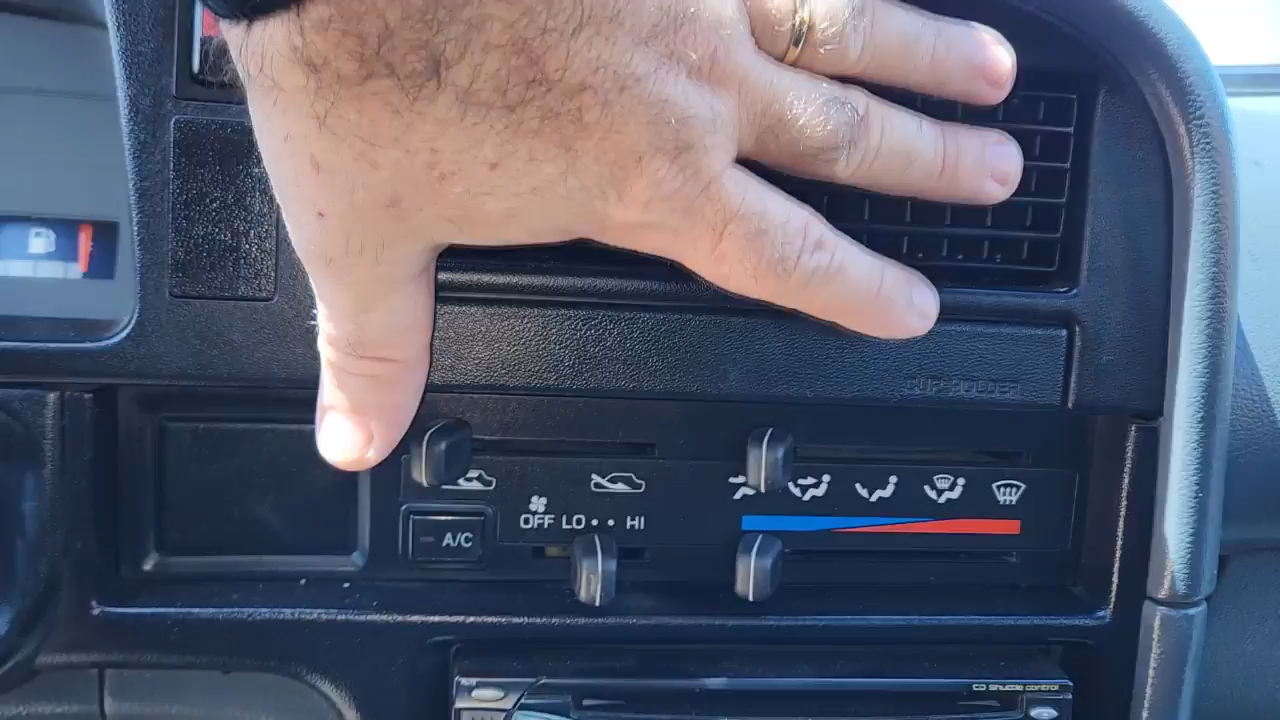 CUP HOLDER
OFF LO •• HI
A/C
CD Shuttle control